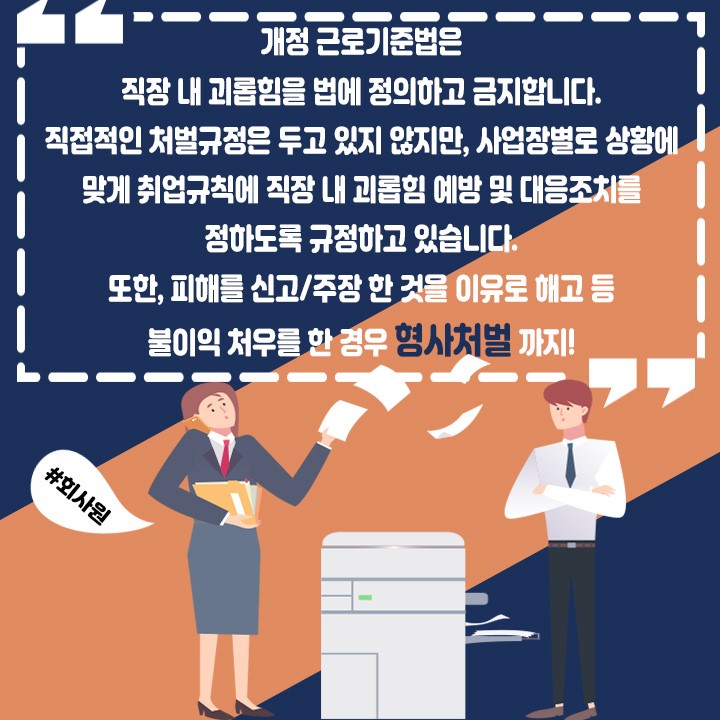 개정 근로기준법은
직장 내 괴롭힘을 법에 정의하고 금지합니다.
직접적인 처벌규정은 두고 있지 않지만, 사업장별로 상황에
맞게 취업규칙에 직장 내 괴롭힘 예방 및 대응조치를
정하도록 규정하고 있습니다.
또한, 피해를 신고/주장 한 것을 이유로 해고 등
불이익 처우를 한 경우 형사처벌 까지!
#회사원